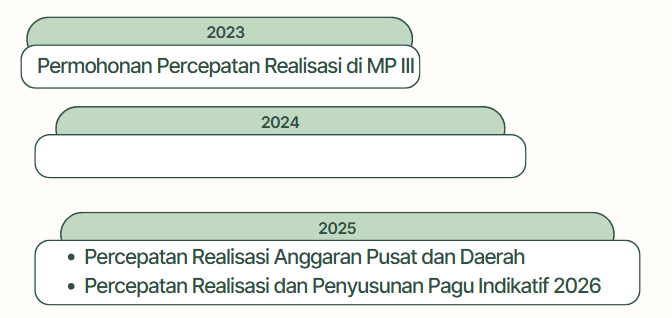 2023
Permohonan Percepatan Realisasi di MP III
2024
2025
• Percepatan Realisasi Anggaran Pusat dan Daerah
• Percepatan Realisasi dan Penyusunan Pagu Indikatif 2026